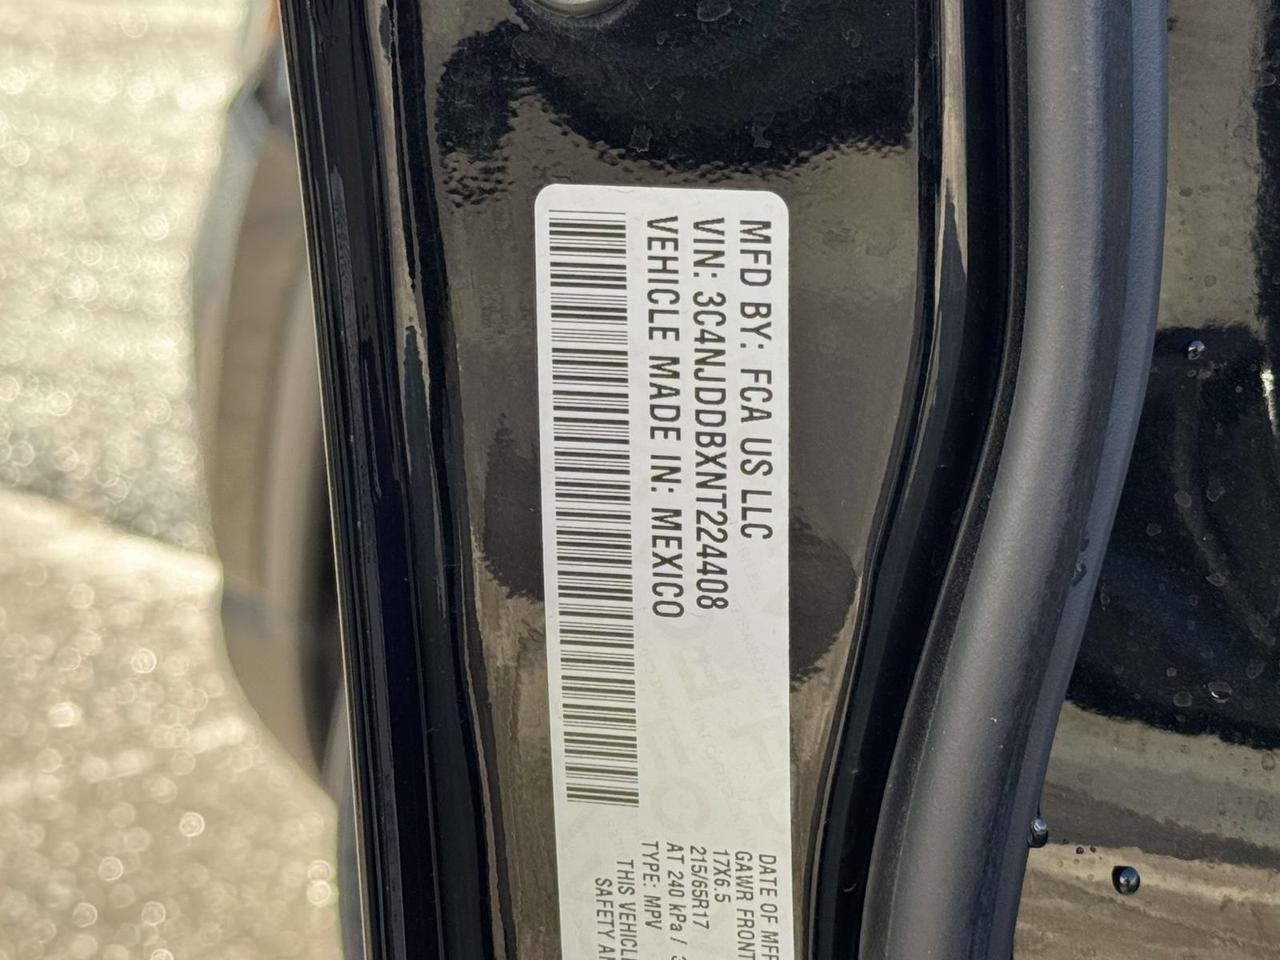 MFD BY: FCA US LLC
VIN: 3C4NJDDBXNT224408
VEHICLE MADE IN: MEXICO
DATE OF MFR
GAWR FRONT
17X6.5
215/65R17
AT 240 kPa /
TYPE: MPV
THIS VEHICLE
SAFETY